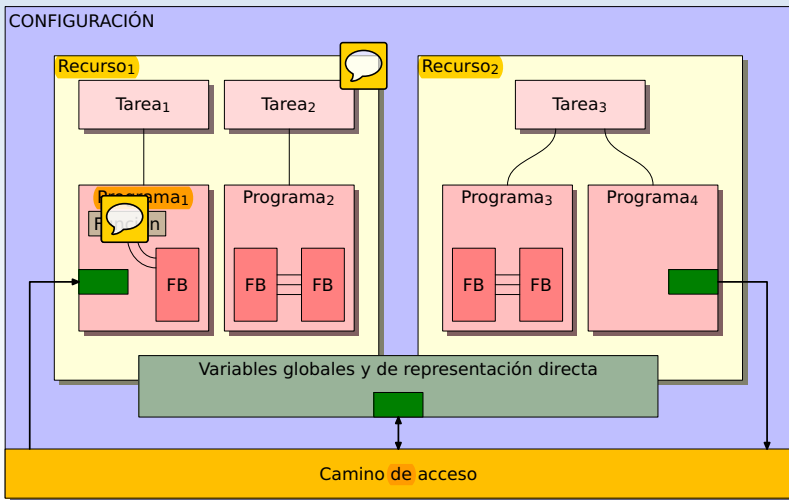 CONFIGURACIÓN
Recurso1
Recurso2
Tarea1
Tarea2
Tarea3
Programa1
Programa2
Programa3
Programa4
FB
FB
FB
FB
FB
Variables globales y de representación directa
Camino de acceso